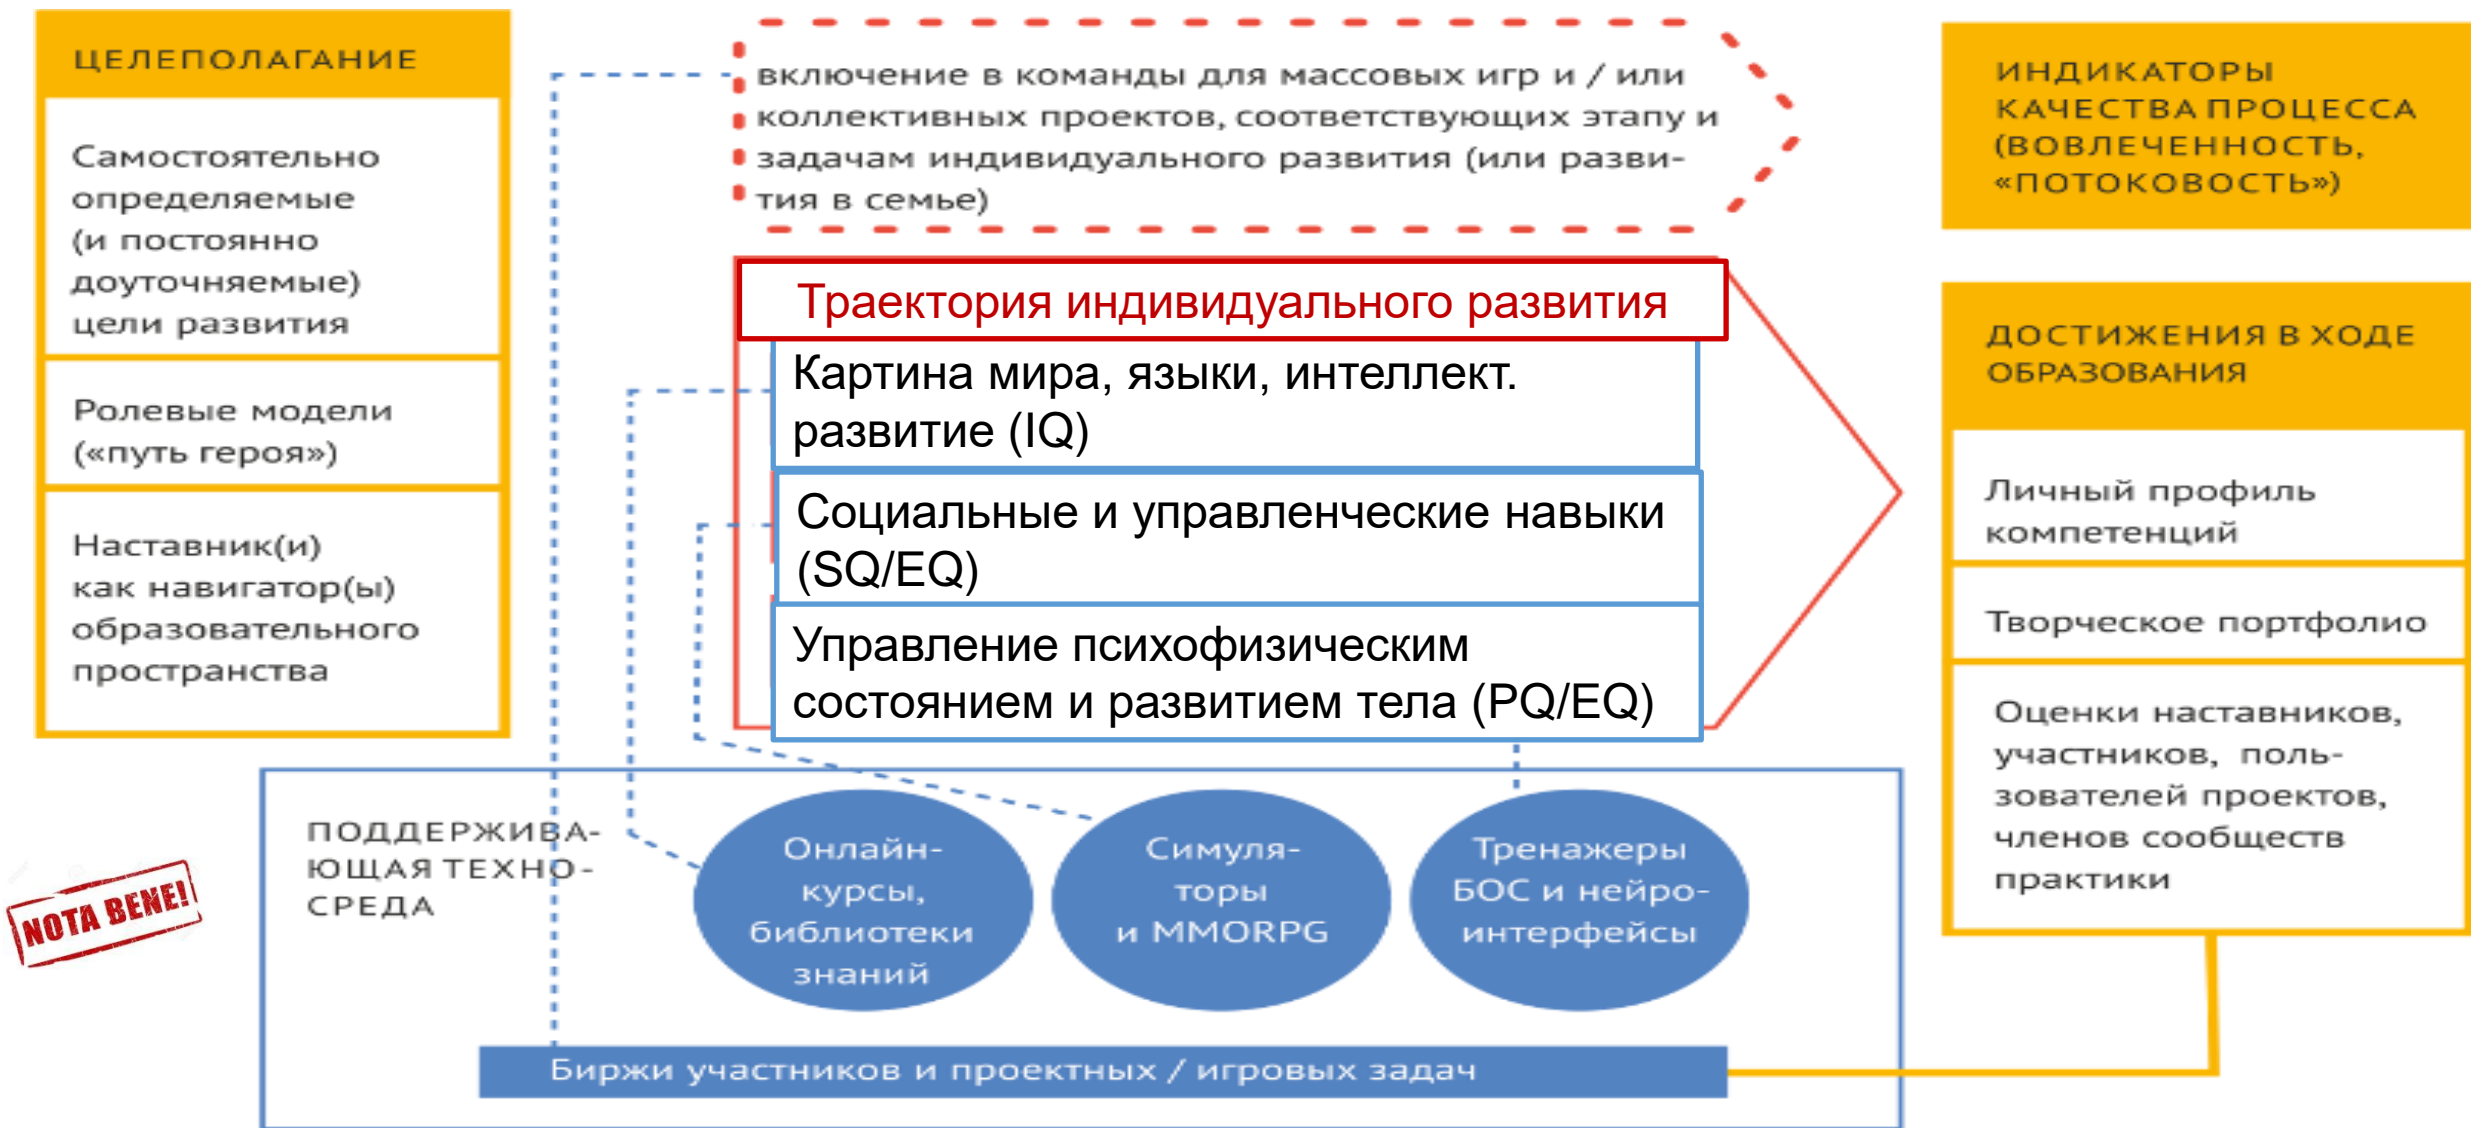 ЦЕЛЕПОЛАГАНИЕ
Самостоятельно
определяемые
(и постоянно
доуточняемые)
цели развития
Ролевые модели
(«путь героя»)
Наставник(и)
как навигатор(ы)
образовательного
пространства
включение в команды для массовых игр и / или
коллективных проектов, соответствующих этапу и
задачам индивидуального развития (или разви-
тия в семье)
Траектория индивидуального развития
Картина мира, языки, интеллект.
развитие (IQ)
Социальные и управленческие навыки
(SQ/EQ)
Управление психофизическим
состоянием и развитием тела (PQ/EQ)
ИНДИКАТОРЫ
КАЧЕСТВА ПРОЦЕССА
(ВОВЛЕЧЕННОСТЬ,
«ПОТОКОВОСТЬ»)
ДОСТИЖЕНИЯ В ХОДЕ
ОБРАЗОВАНИЯ
Личный профиль
компетенций
Творческое портфолио
Оценки наставников,
участников, поль-
зователей проектов,
членов сообществ
практики
NOTA BENE!
ПОДДЕРЖИВА-
ЮЩАЯ ТЕХНО-
СРЕДА
Онлайн-
курсы,
библиотеки
знаний
Симуля-
торы
и MMORPG
Тренажеры
БОС и нейро-
интерфейсы
Биржи участников и проектных / игровых задач